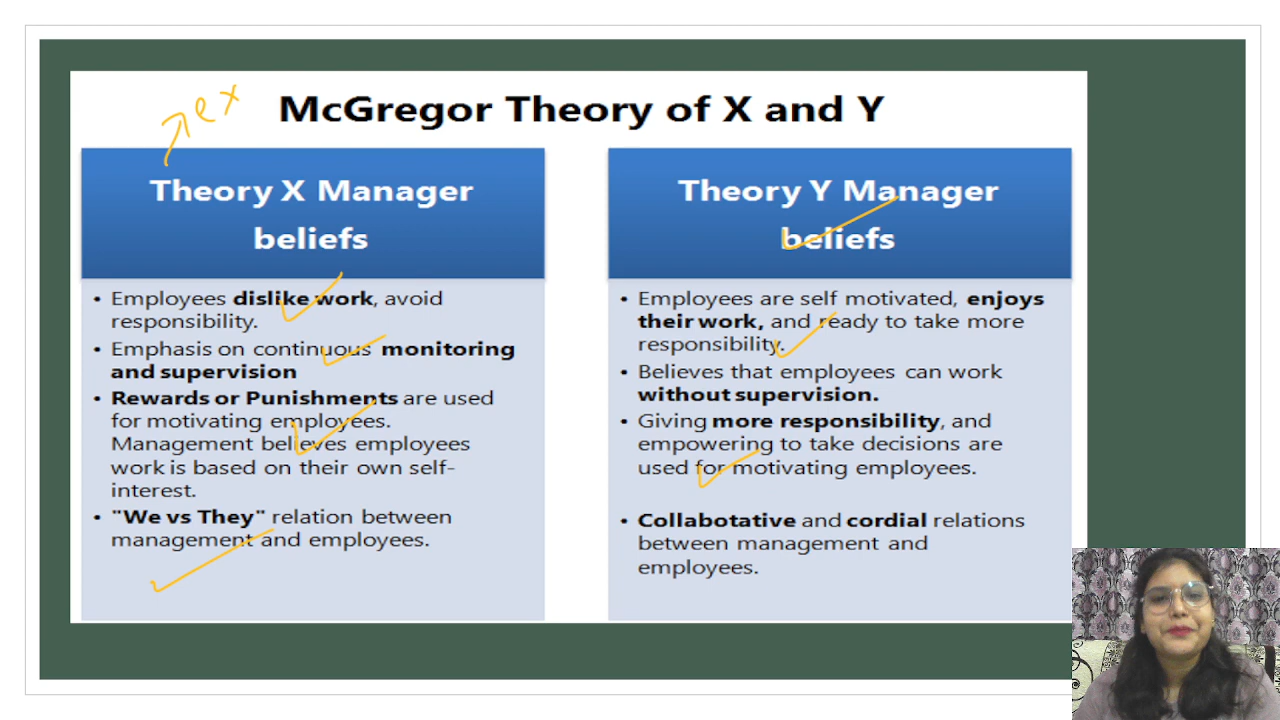 ex
McGregor Theory of X and Y
Theory X Manager
beliefs
• Employees dislike work, avoid
responsibility.
• Emphasis on continuous monitoring
and supervision
• Rewards or Punishments are used
for motivating employees.
Management believes employees
work is based on their own self-
interest.
• "We vs They" relation between
management and employees.
Theory Y Manager
beliefs
• Employees are self motivated, enjoys
their work, and ready to take more
responsibility.
• Believes that employees can work
without supervision.
• Giving more responsibility, and
empowering to take decisions are
used for motivating employees.
• Collabotative and cordial relations
between management and
employees.